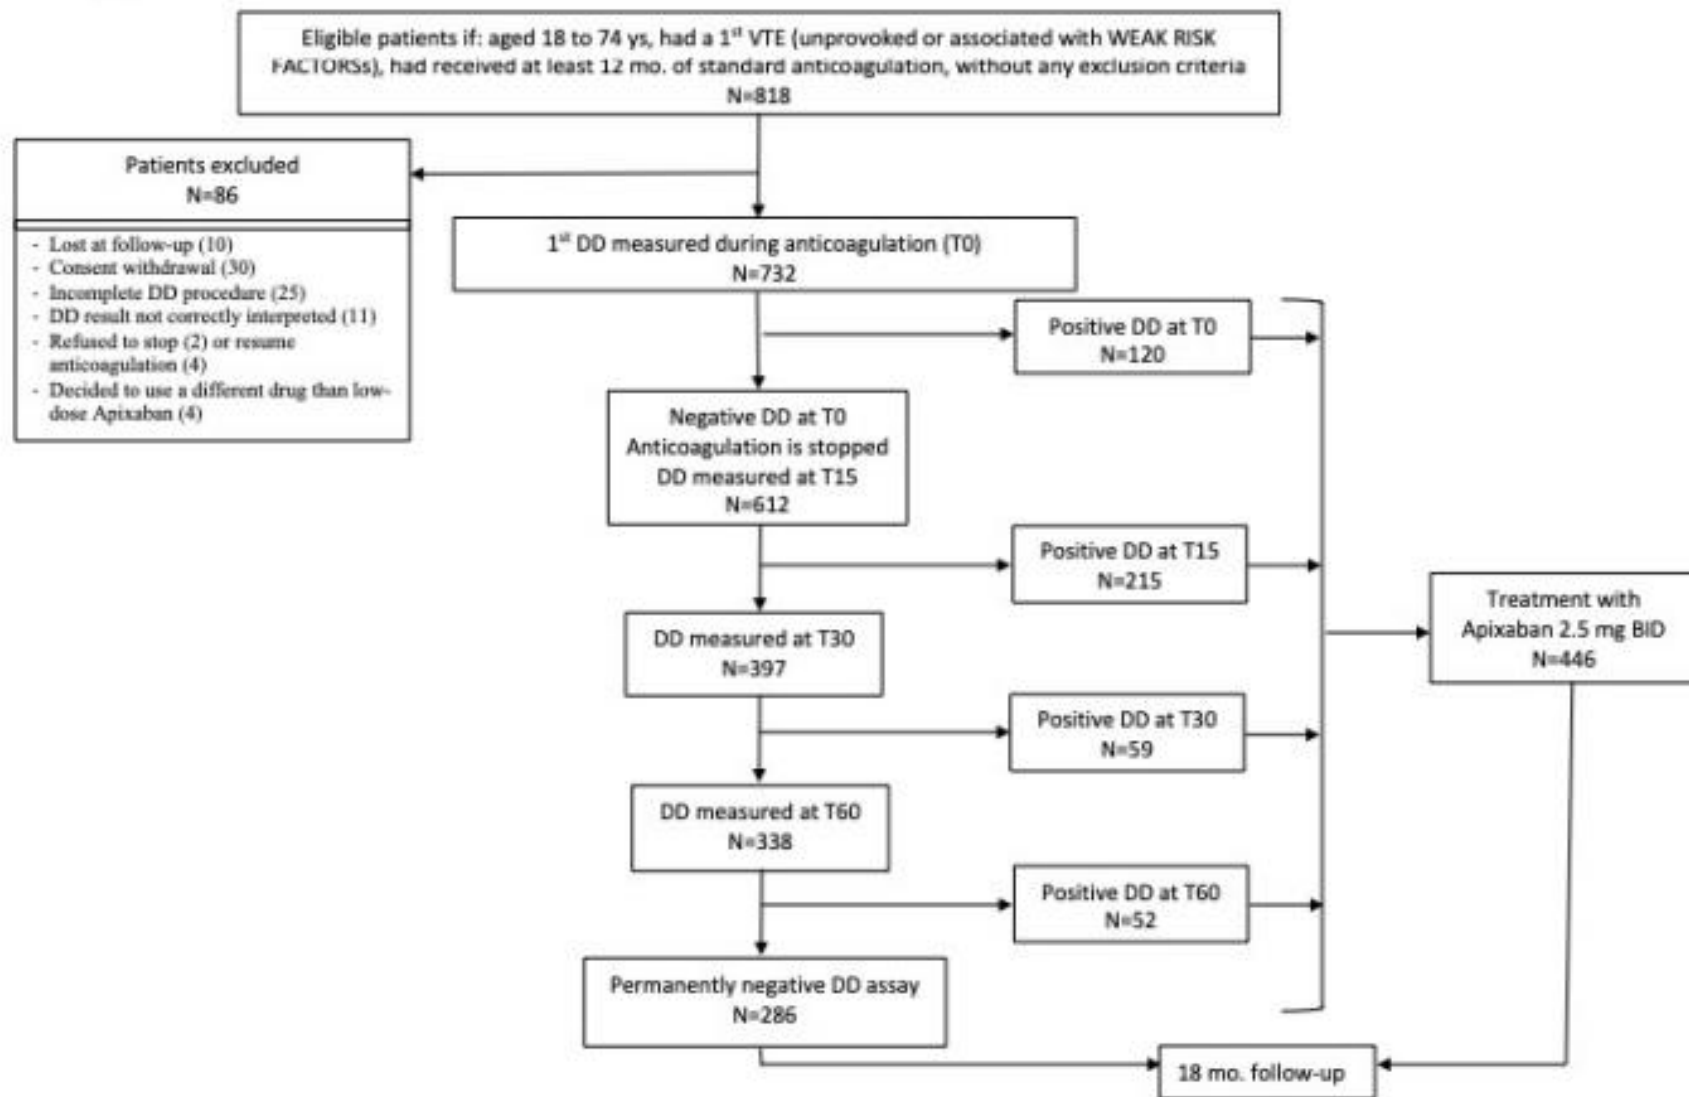 Eligible patients if: aged 18 to 74 ys, had a 1st VTE (unprovoked or associated with WEAK RISK
FACTORSs), had received at least 12 mo. of standard anticoagulation, without any exclusion criteria
N=818
Patients excluded
N=86
- Lost at follow-up (10)
- Consent withdrawal (30)
- Incomplete DD procedure (25)
- DD result not correctly interpreted (11)
- Refused to stop (2) or resume
anticoagulation (4)
- Decided to use a different drug than low-
dose Apixaban (4)
1st DD measured during anticoagulation (T0)
N=732
Positive DD at T0
N=120
Negative DD at T0
Anticoagulation is stopped
DD measured at T15
N=612
Positive DD at T15
N=215
Treatment with
Apixaban 2.5 mg BID
N=446
DD measured at T30
N=397
Positive DD at T30
N=59
DD measured at T60
N=338
Positive DD at T60
N=52
Permanently negative DD assay
N=286
18 mo. follow-up